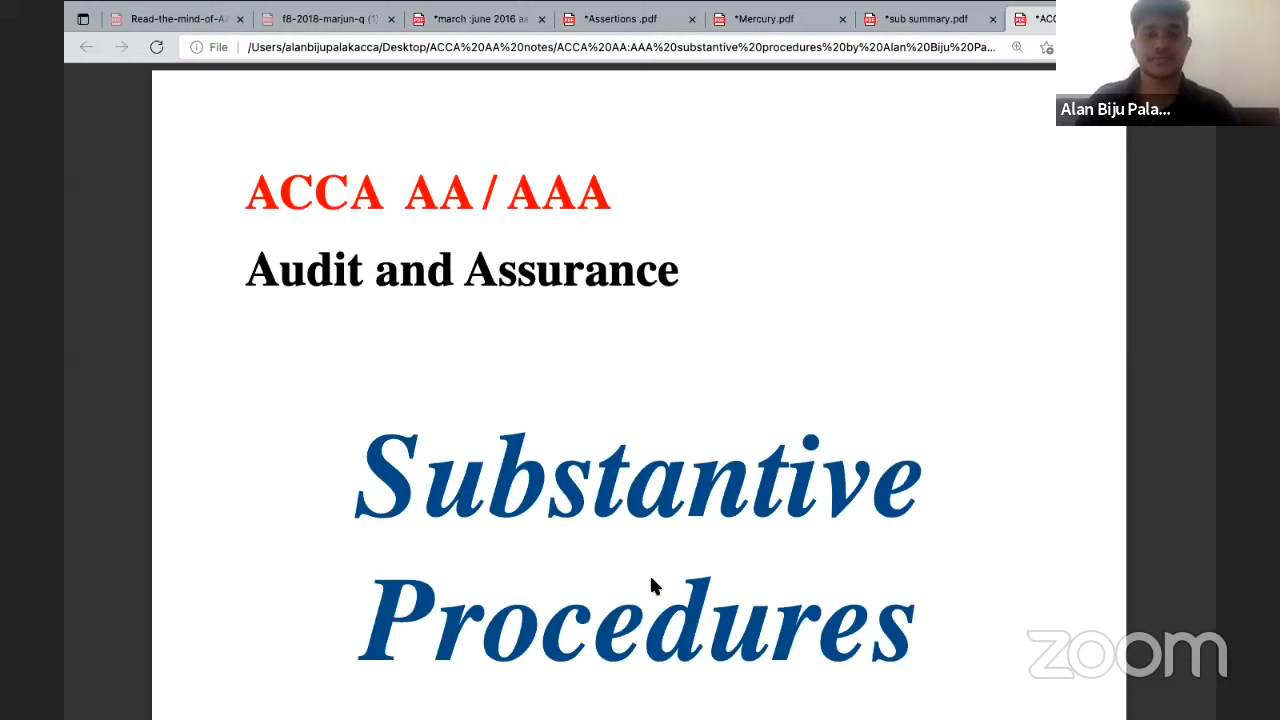 Read-the-mind-of-AA
f8-2018-marjun-q (1)
*march :june 2016 aa
*Assertions .pdf
*Mercury.pdf
*sub summary.pdf
*ACC
File
/Users/alanbijupalakacca/Desktop/ACCA%20AA%20notes/ACCA%20AA:AAA%20substantive%20procedures%20by%20Alan%20Biju%20Pa...
Alan Biju Pala...
ACCA AA / AAA
Audit and Assurance
Substantive
Procedures
zoom